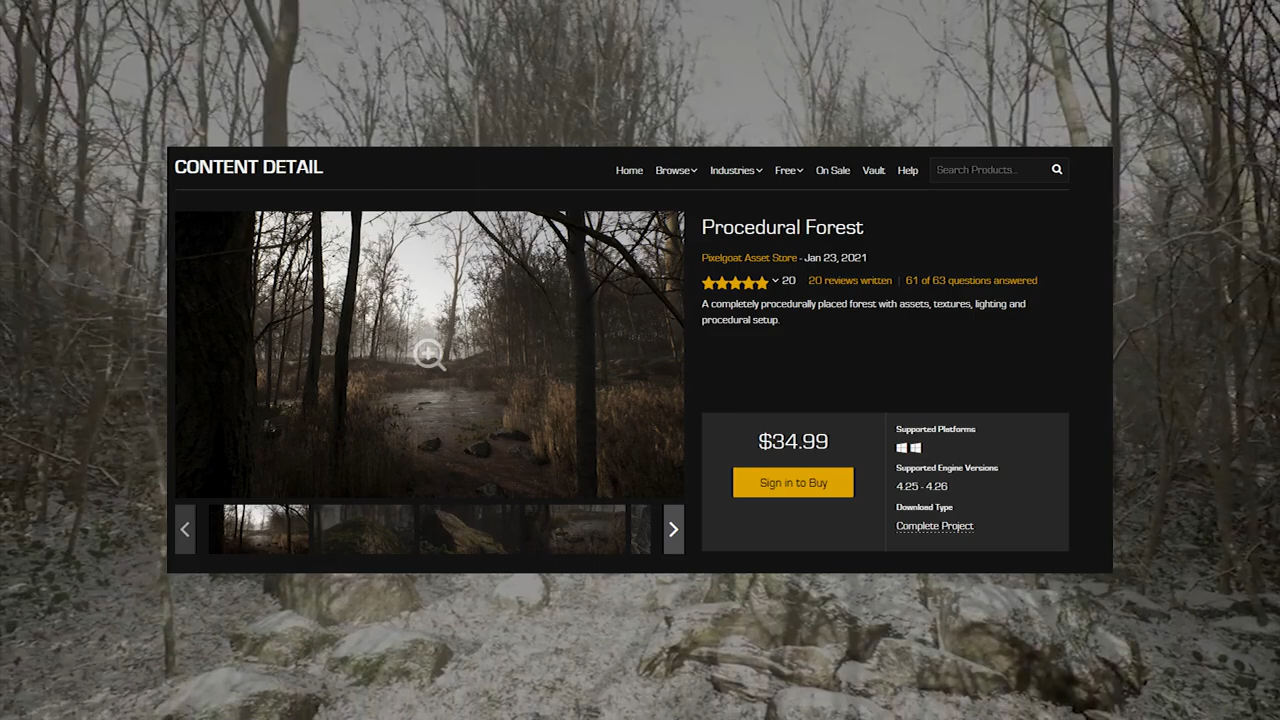 CONTENT DETAIL
Home Browse Industries Free On Sale Vault Help Search Products...
Procedural Forest
Pixelgoat Asset Store - Jan 23, 2021
20 20 reviews written | 61 of 63 questions answered
A completely procedurally placed forest with assets, textures, lighting and
procedural setup.
$34.99
Sign in to Buy
Supported Platforms
Supported Engine Versions
4.25 - 4.26
Download Type
Complete Project